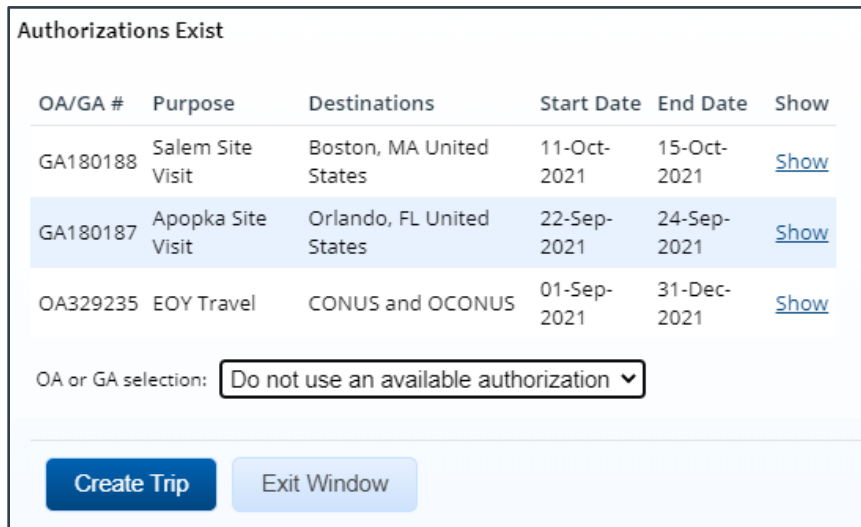 Authorizations Exist
OA/GA # Purpose Destinations Start Date End Date Show
GA180188 Salem Site Visit Boston, MA United States 11-Oct-2021 15-Oct-2021 Show
GA180187 Apopka Site Visit Orlando, FL United States 22-Sep-2021 24-Sep-2021 Show
OA329235 EOY Travel CONUS and OCONUS 01-Sep-2021 31-Dec-2021 Show
OA or GA selection: Do not use an available authorization
Create Trip Exit Window